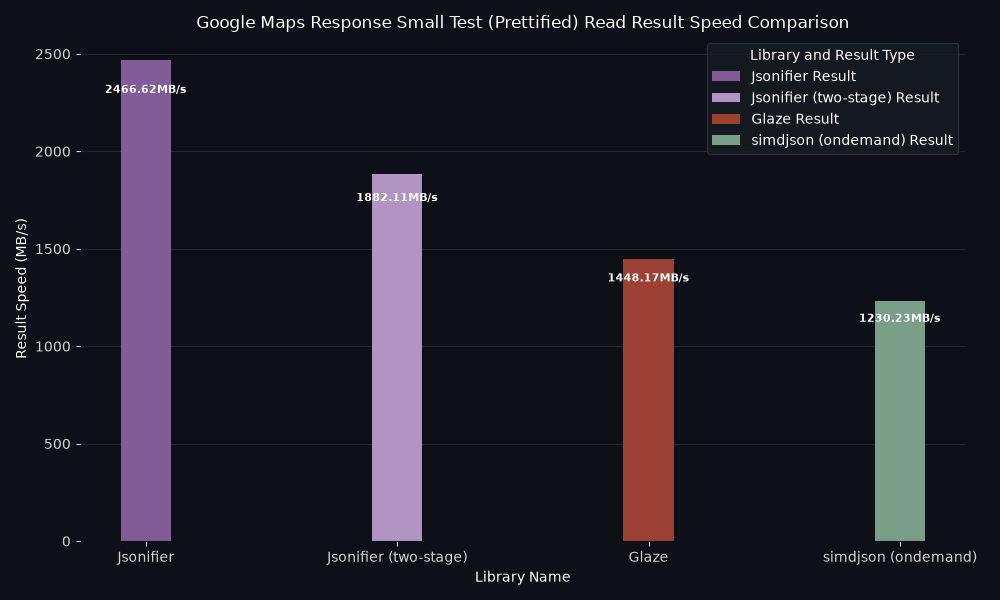 Google Maps Response Small Test (Prettified) Read Result Speed Comparison
Library and Result Type
Jsonifier Result
Jsonifier (two-stage) Result
Glaze Result
simdjson (ondemand) Result
Result Speed (MB/s)
2500
2000
1500
1000
500
0
2466.62MB/s
1882.11MB/s
1448.17MB/s
1230.23MB/s
Jsonifier
Jsonifier (two-stage)
Glaze
simdjson (ondemand)
Library Name